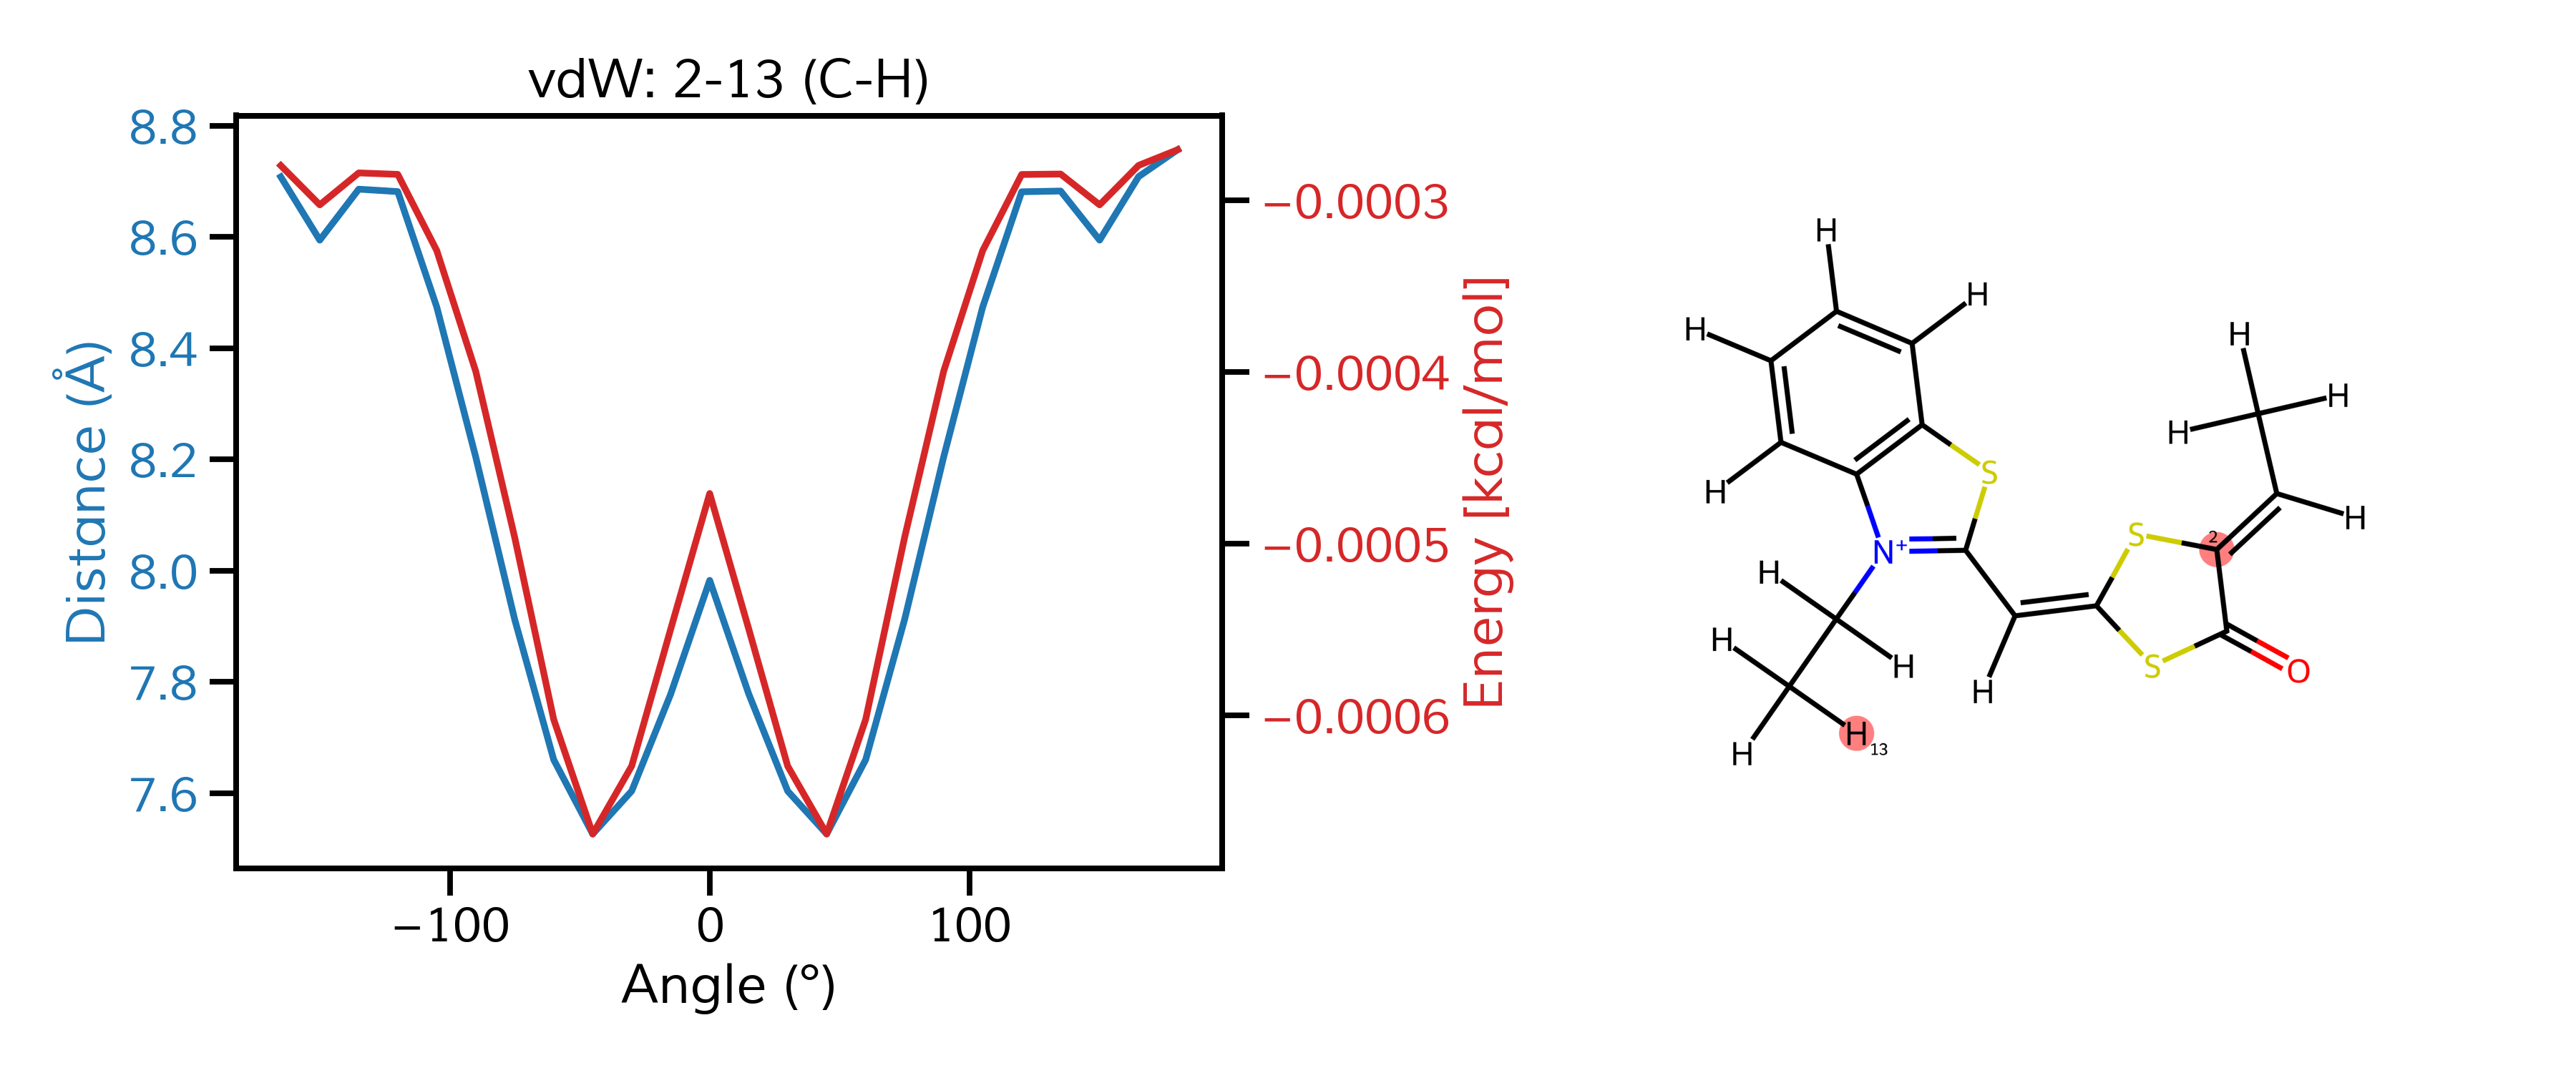 vdW: 2-13 (C-H)
8.8
8.6
8.4
8.2
8.0
7.8
7.6
Distance (Å)
−0.0003
−0.0004
−0.0005
−0.0006
Energy [kcal/mol]
−100
0
100
Angle (°)
H
H
H
H
H
H
H
S
H
S
2
N+
H
H
H
H
S
O
H
H
13